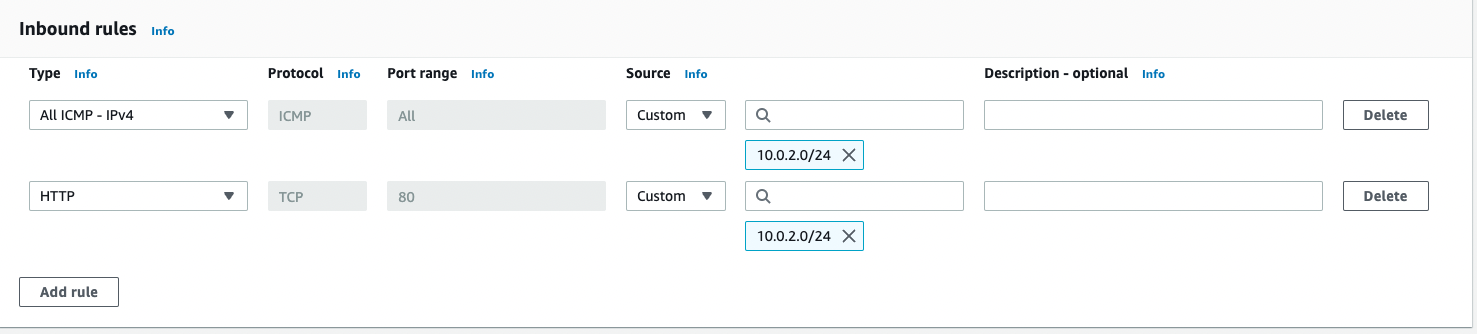 Inbound rules Info
Type Info Protocol Info Port range Info Source Info Description - optional Info
All ICMP - IPv4 ICMP All Custom Delete
10.0.2.0/24
HTTP TCP 80 Custom Delete
10.0.2.0/24
Add rule